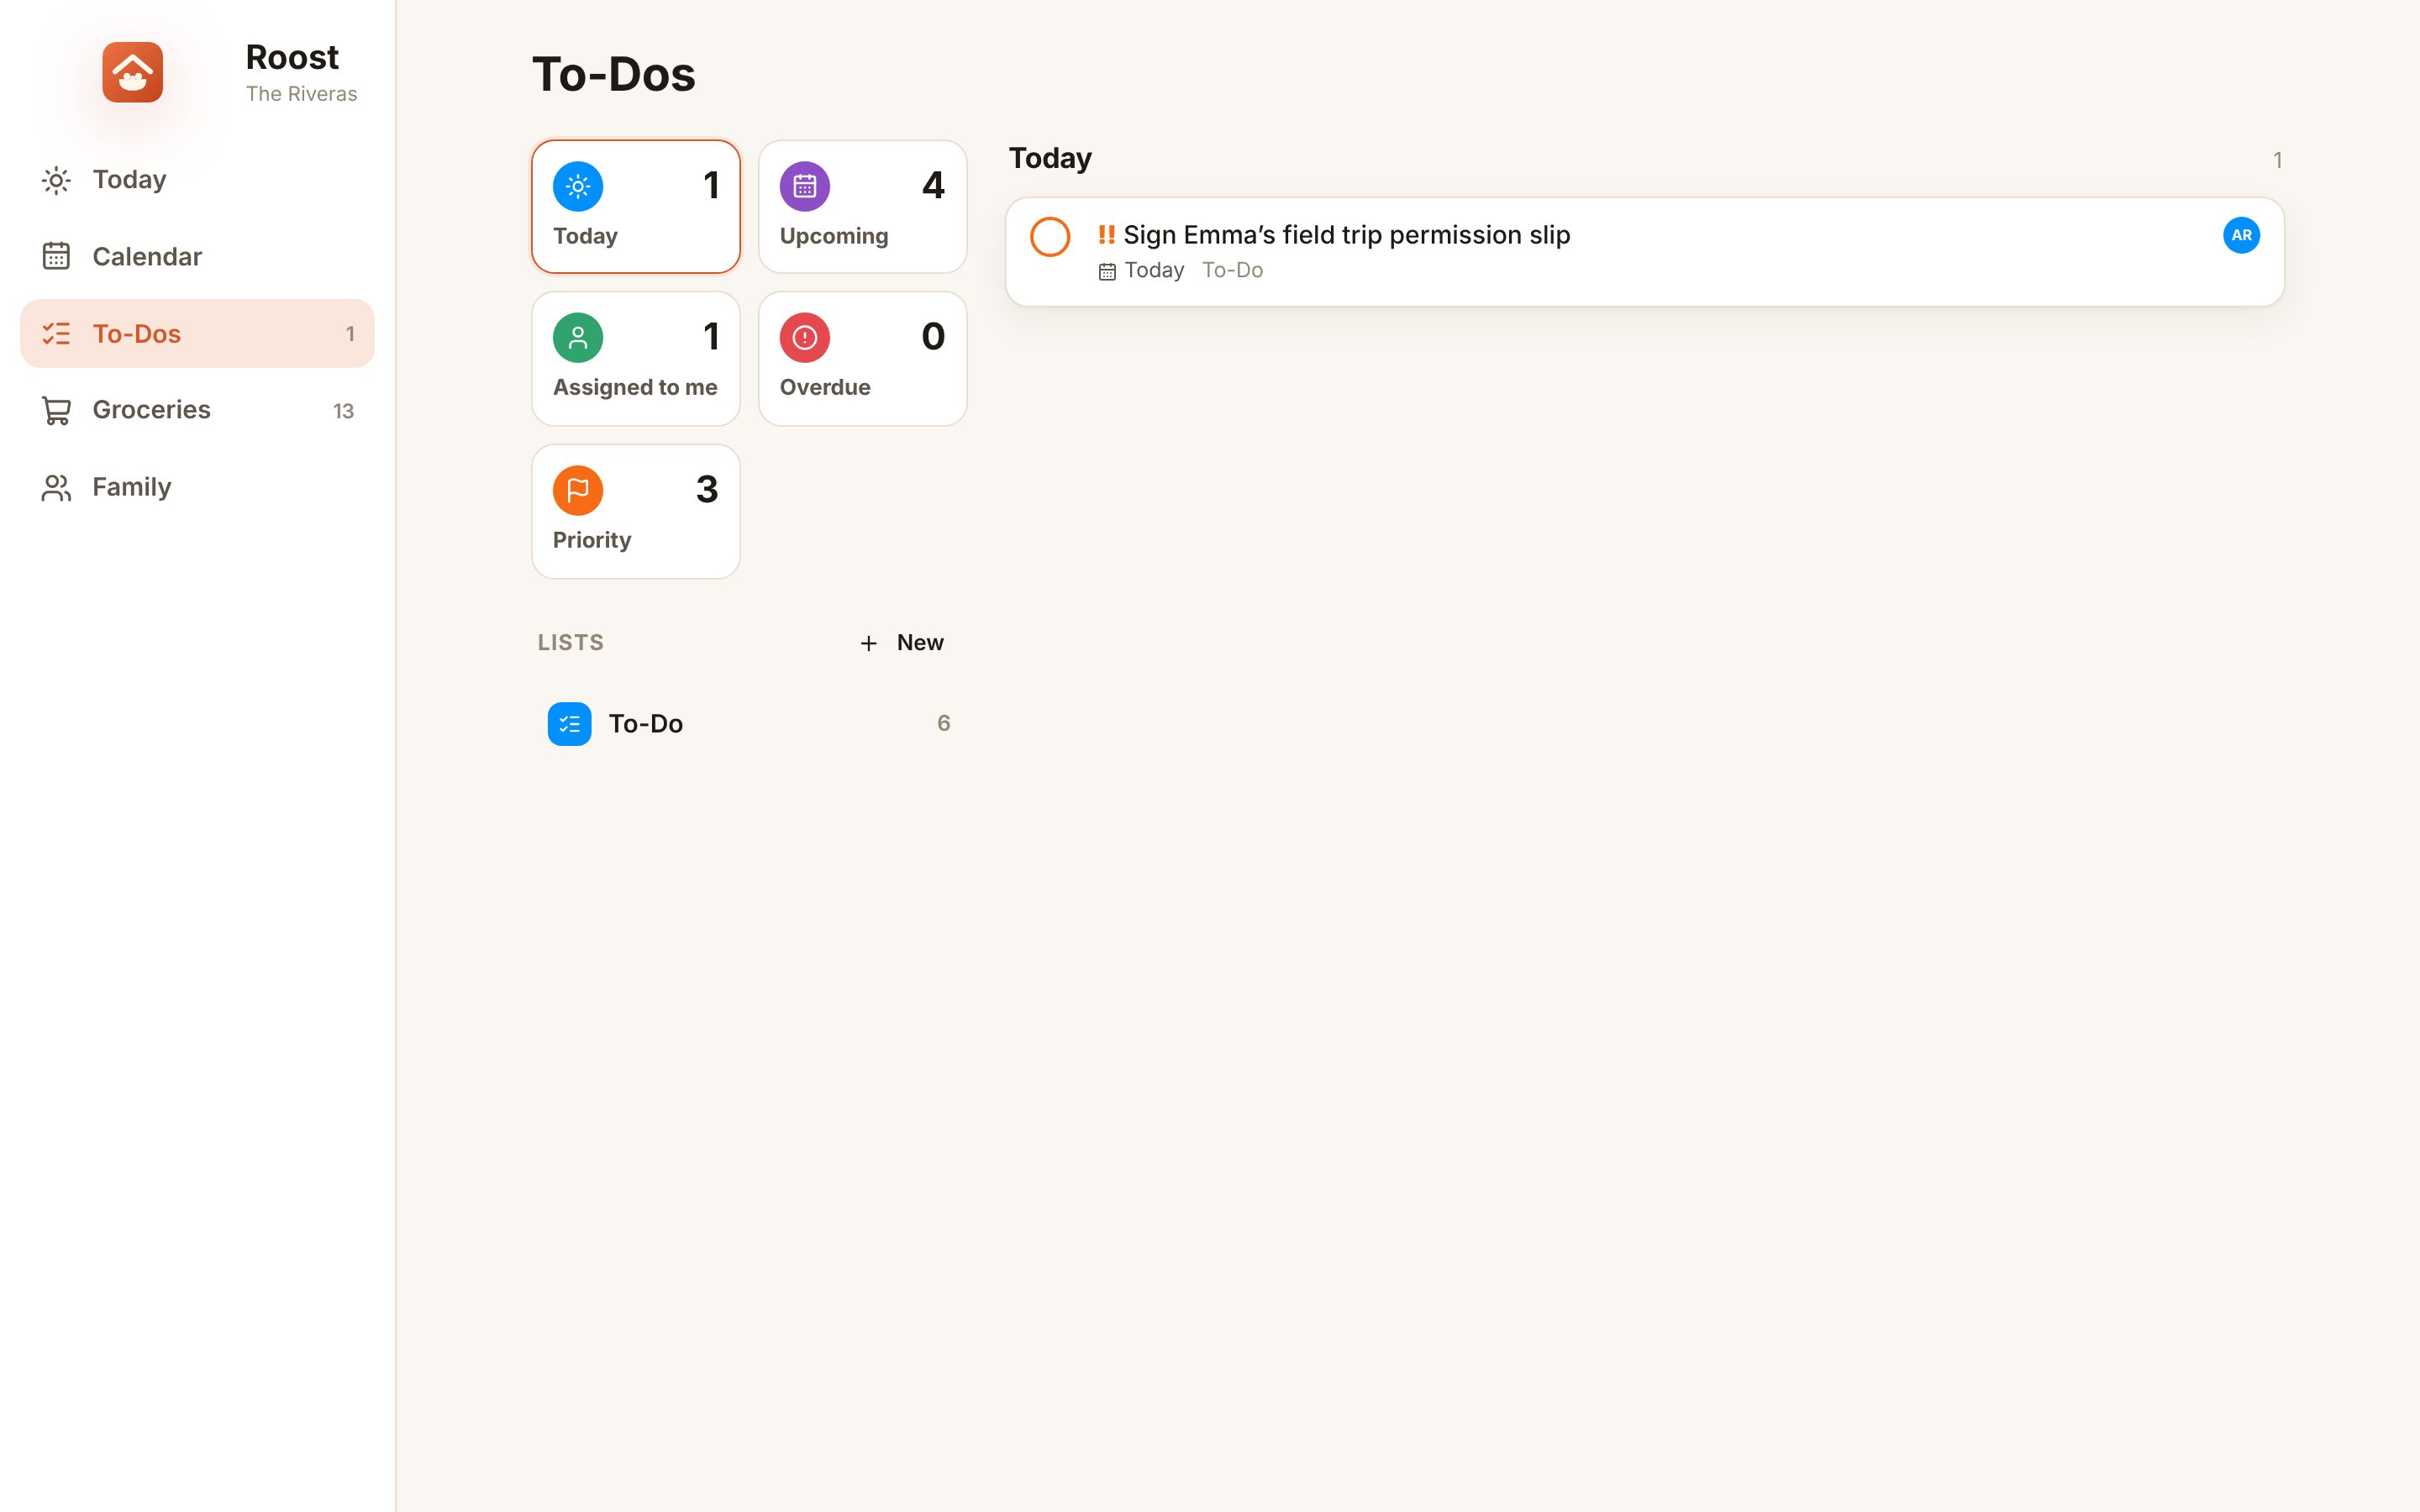 Roost
The Riveras
Today
Calendar
To-Dos 1
Groceries 13
Family
To-Dos
1
Today
4
Upcoming
1
Assigned to me
0
Overdue
3
Priority
LISTS
+ New
To-Do 6
Today 1
!! Sign Emma’s field trip permission slip AR
Today To-Do